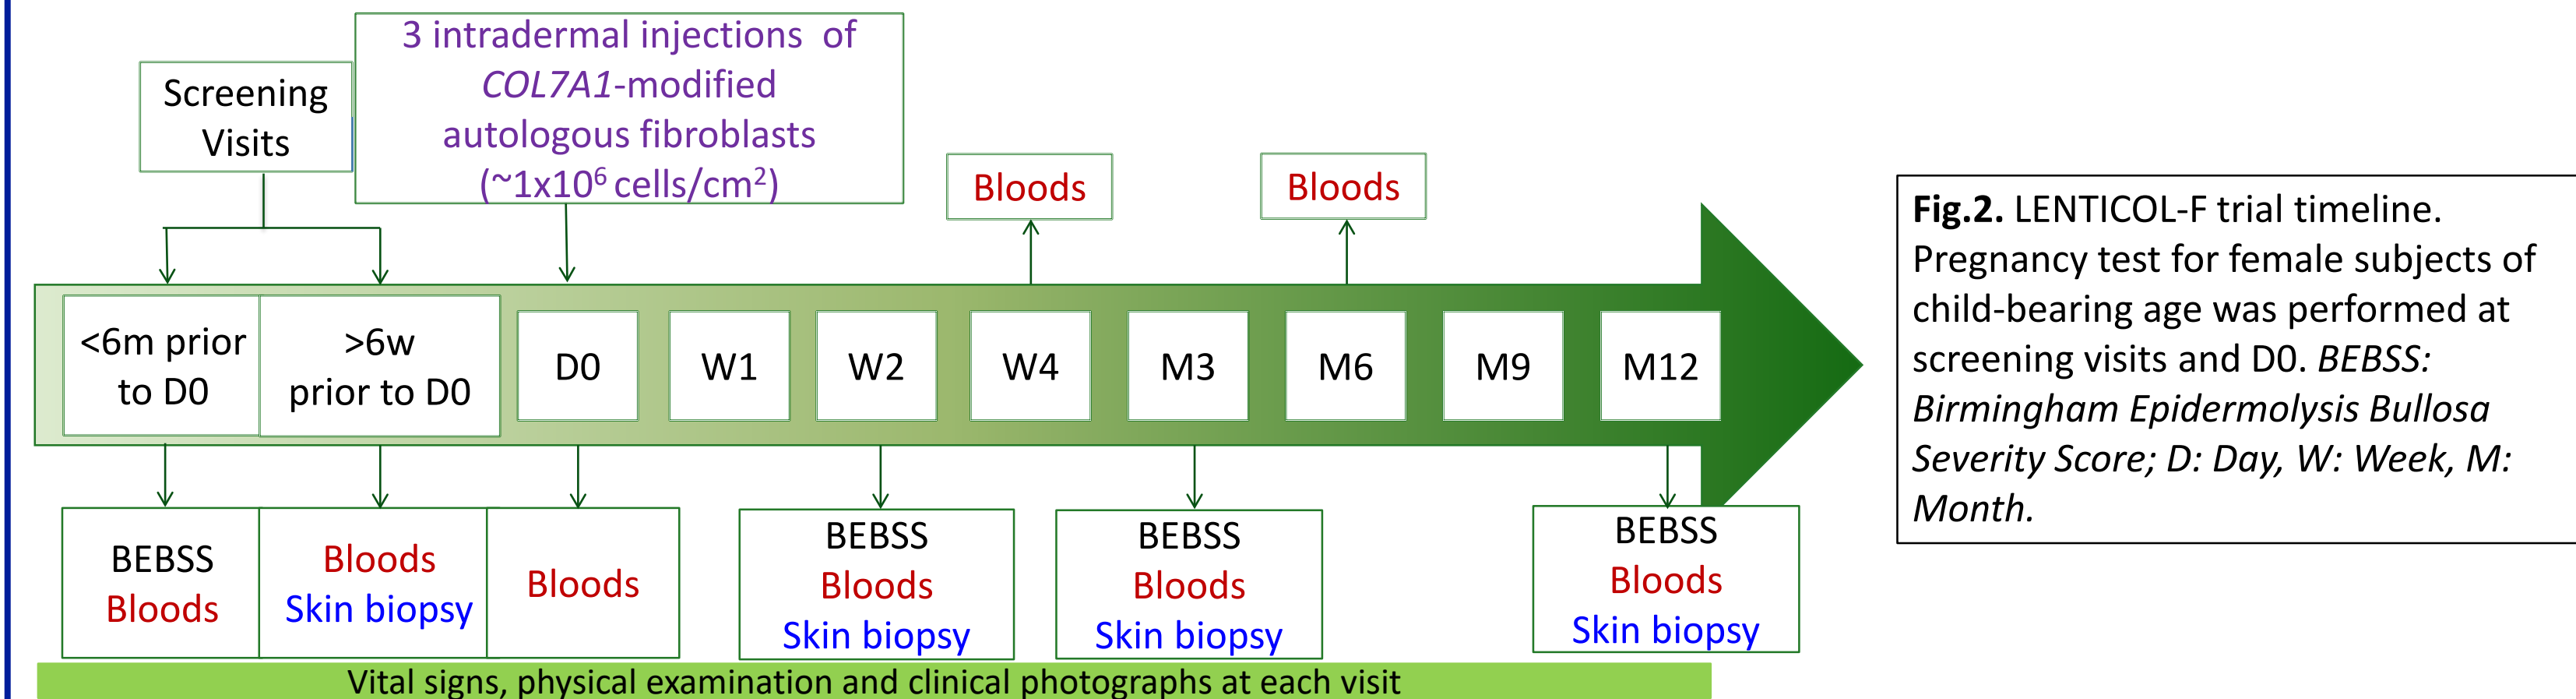 Screening
Visits
3 intradermal injections of
COL7A1-modified
autologous fibroblasts
(~1x10⁶ cells/cm²)
Bloods
Bloods
<6m prior
to D0
>6w
prior to D0
D0
W1
W2
W4
M3
M6
M9
M12
BEBSS
Bloods
Bloods
Skin biopsy
Bloods
BEBSS
Bloods
Skin biopsy
BEBSS
Bloods
Skin biopsy
BEBSS
Bloods
Skin biopsy
Vital signs, physical examination and clinical photographs at each visit
Fig.2. LENTICOL-F trial timeline.
Pregnancy test for female subjects of
child-bearing age was performed at
screening visits and D0. BEBSS:
Birmingham Epidermolysis Bullosa
Severity Score; D: Day, W: Week, M:
Month.